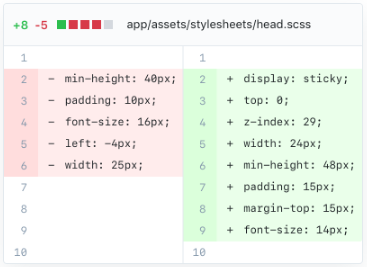 +8 -5 app/assets/stylesheets/head.scss
1 1
2 - min-height: 40px; 2 + display: sticky;
3 - padding: 10px; 3 + top: 0;
4 - font-size: 16px; 4 + z-index: 29;
5 - left: -4px; 5 + width: 24px;
6 - width: 25px; 6 + min-height: 48px;
7 7 + padding: 15px;
8 8 + margin-top: 15px;
9 9 + font-size: 14px;
10 10